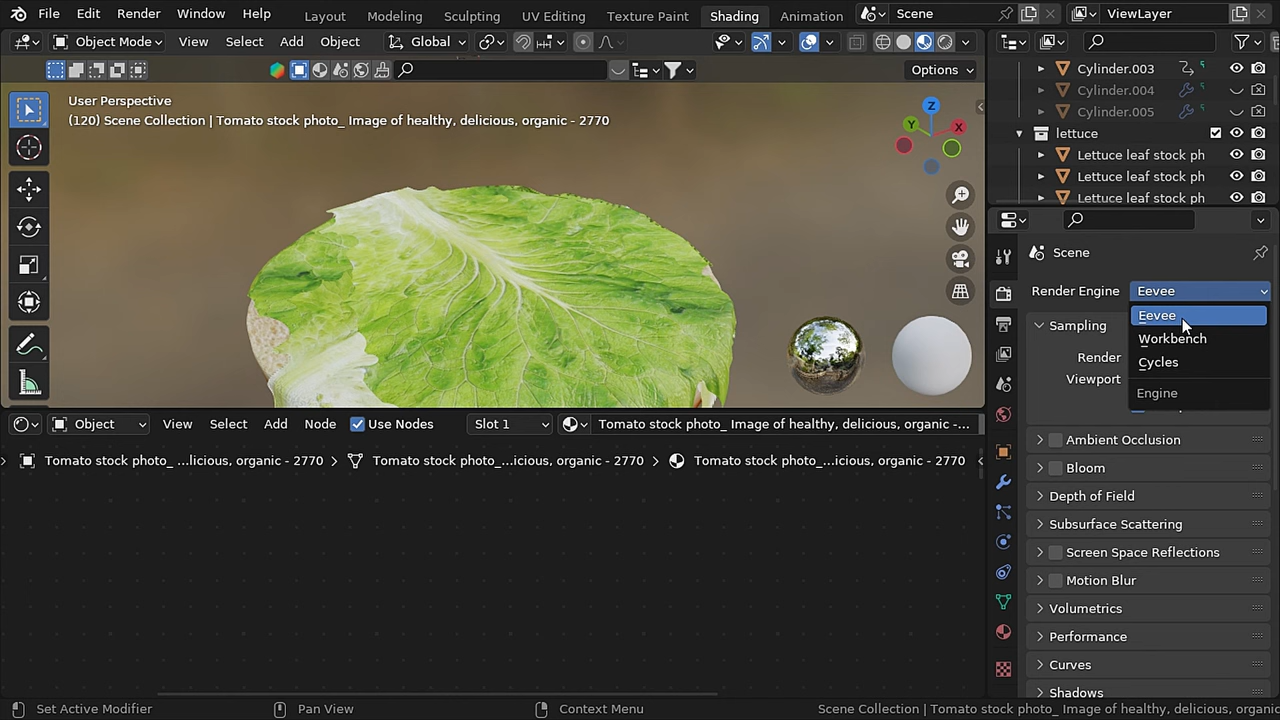 File Edit Render Window Help Layout Modeling Sculpting UV Editing Texture Paint Shading Animation Scene ViewLayer
Object Mode View Select Add Object Global
Options
User Perspective
(120) Scene Collection | Tomato stock photo_ Image of healthy, delicious, organic - 2770
Z
Y
X
Cylinder.003
Cylinder.004
Cylinder.005
lettuce
Lettuce leaf stock ph
Lettuce leaf stock ph
Lettuce leaf stock ph
Scene
Render Engine Eevee
Eevee
Workbench
Cycles
Engine
Sampling
Render
Viewport
Ambient Occlusion
Bloom
Depth of Field
Subsurface Scattering
Screen Space Reflections
Motion Blur
Volumetrics
Performance
Curves
Shadows
Object View Select Add Node Use Nodes Slot 1 Tomato stock photo_ Image of healthy, delicious, organic -...
Tomato stock photo_ ...licious, organic - 2770 Tomato stock photo_...icious, organic - 2770 Tomato stock photo_...icious, organic - 2770
Set Active Modifier Pan View Context Menu Scene Collection | Tomato stock photo_ Image of healthy, delicious, organic